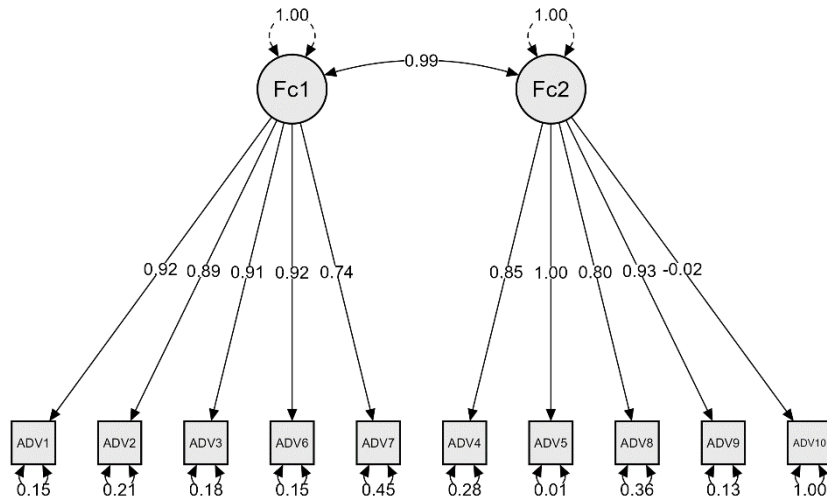 1.00 1.00
0.99
Fc1 Fc2
0.92 0.89 0.91 0.92 0.74 0.85 1.00 0.80 0.93 -0.02
ADV1 ADV2 ADV3 ADV6 ADV7 ADV4 ADV5 ADV8 ADV9 ADV10
0.15 0.21 0.18 0.15 0.45 0.28 0.01 0.36 0.13 1.00